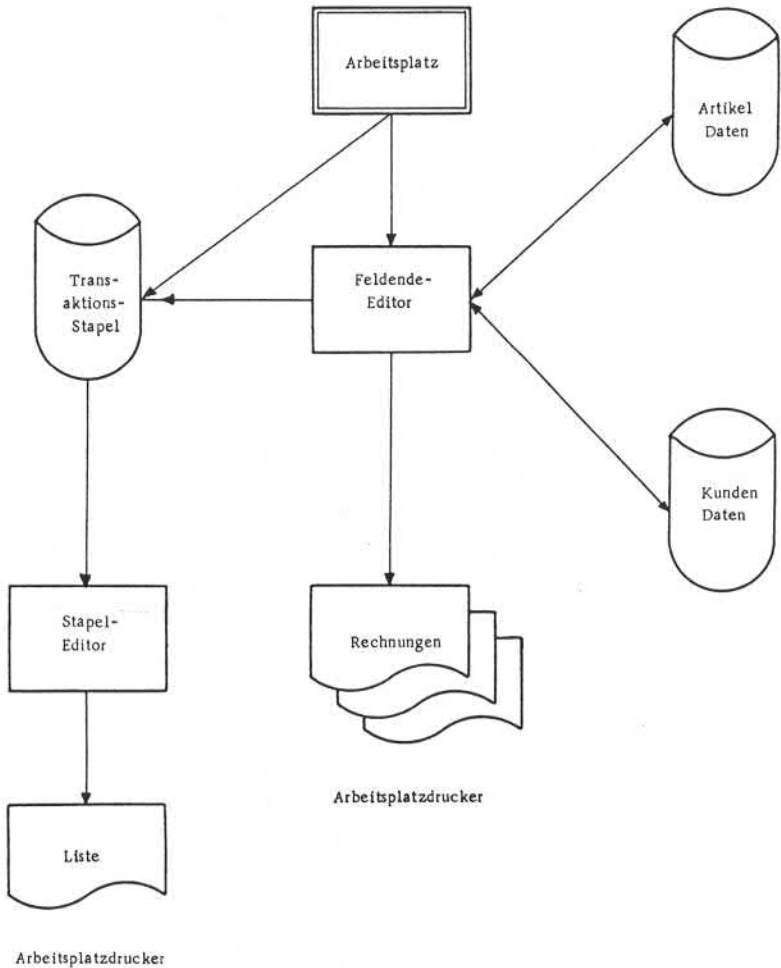 Arbeitsplatz
Artikel
Daten
Trans-
aktions-
Stapel
Feldende-
Editor
Kunden
Daten
Stapel-
Editor
Rechnungen
Arbeitsplatzdrucker
Liste
Arbeitsplatzdrucker